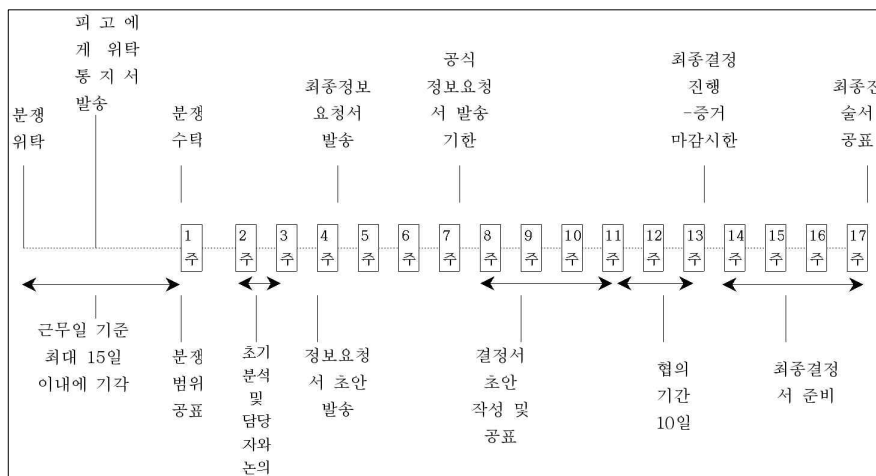 피고에
게 위탁
통지서
발송
분쟁
위탁
분쟁
수탁
최종정보
요청서
발송
공식
정보요청
서 발송
기한
최종결정
진행
-증거
마감시한
최종진
술서
공표
1
주
2
주
3
주
4
주
5
주
6
주
7
주
8
주
9
주
10
주
11
주
12
주
13
주
14
주
15
주
16
주
17
주
근무일 기준
최대 15일
이내에 기각
분쟁
범위
공표
초기
분석
및
담당
자와
논의
정보요청
서 초안
발송
결정서
초안
작성 및
공표
협의
기간
10일
최종결정
서 준비